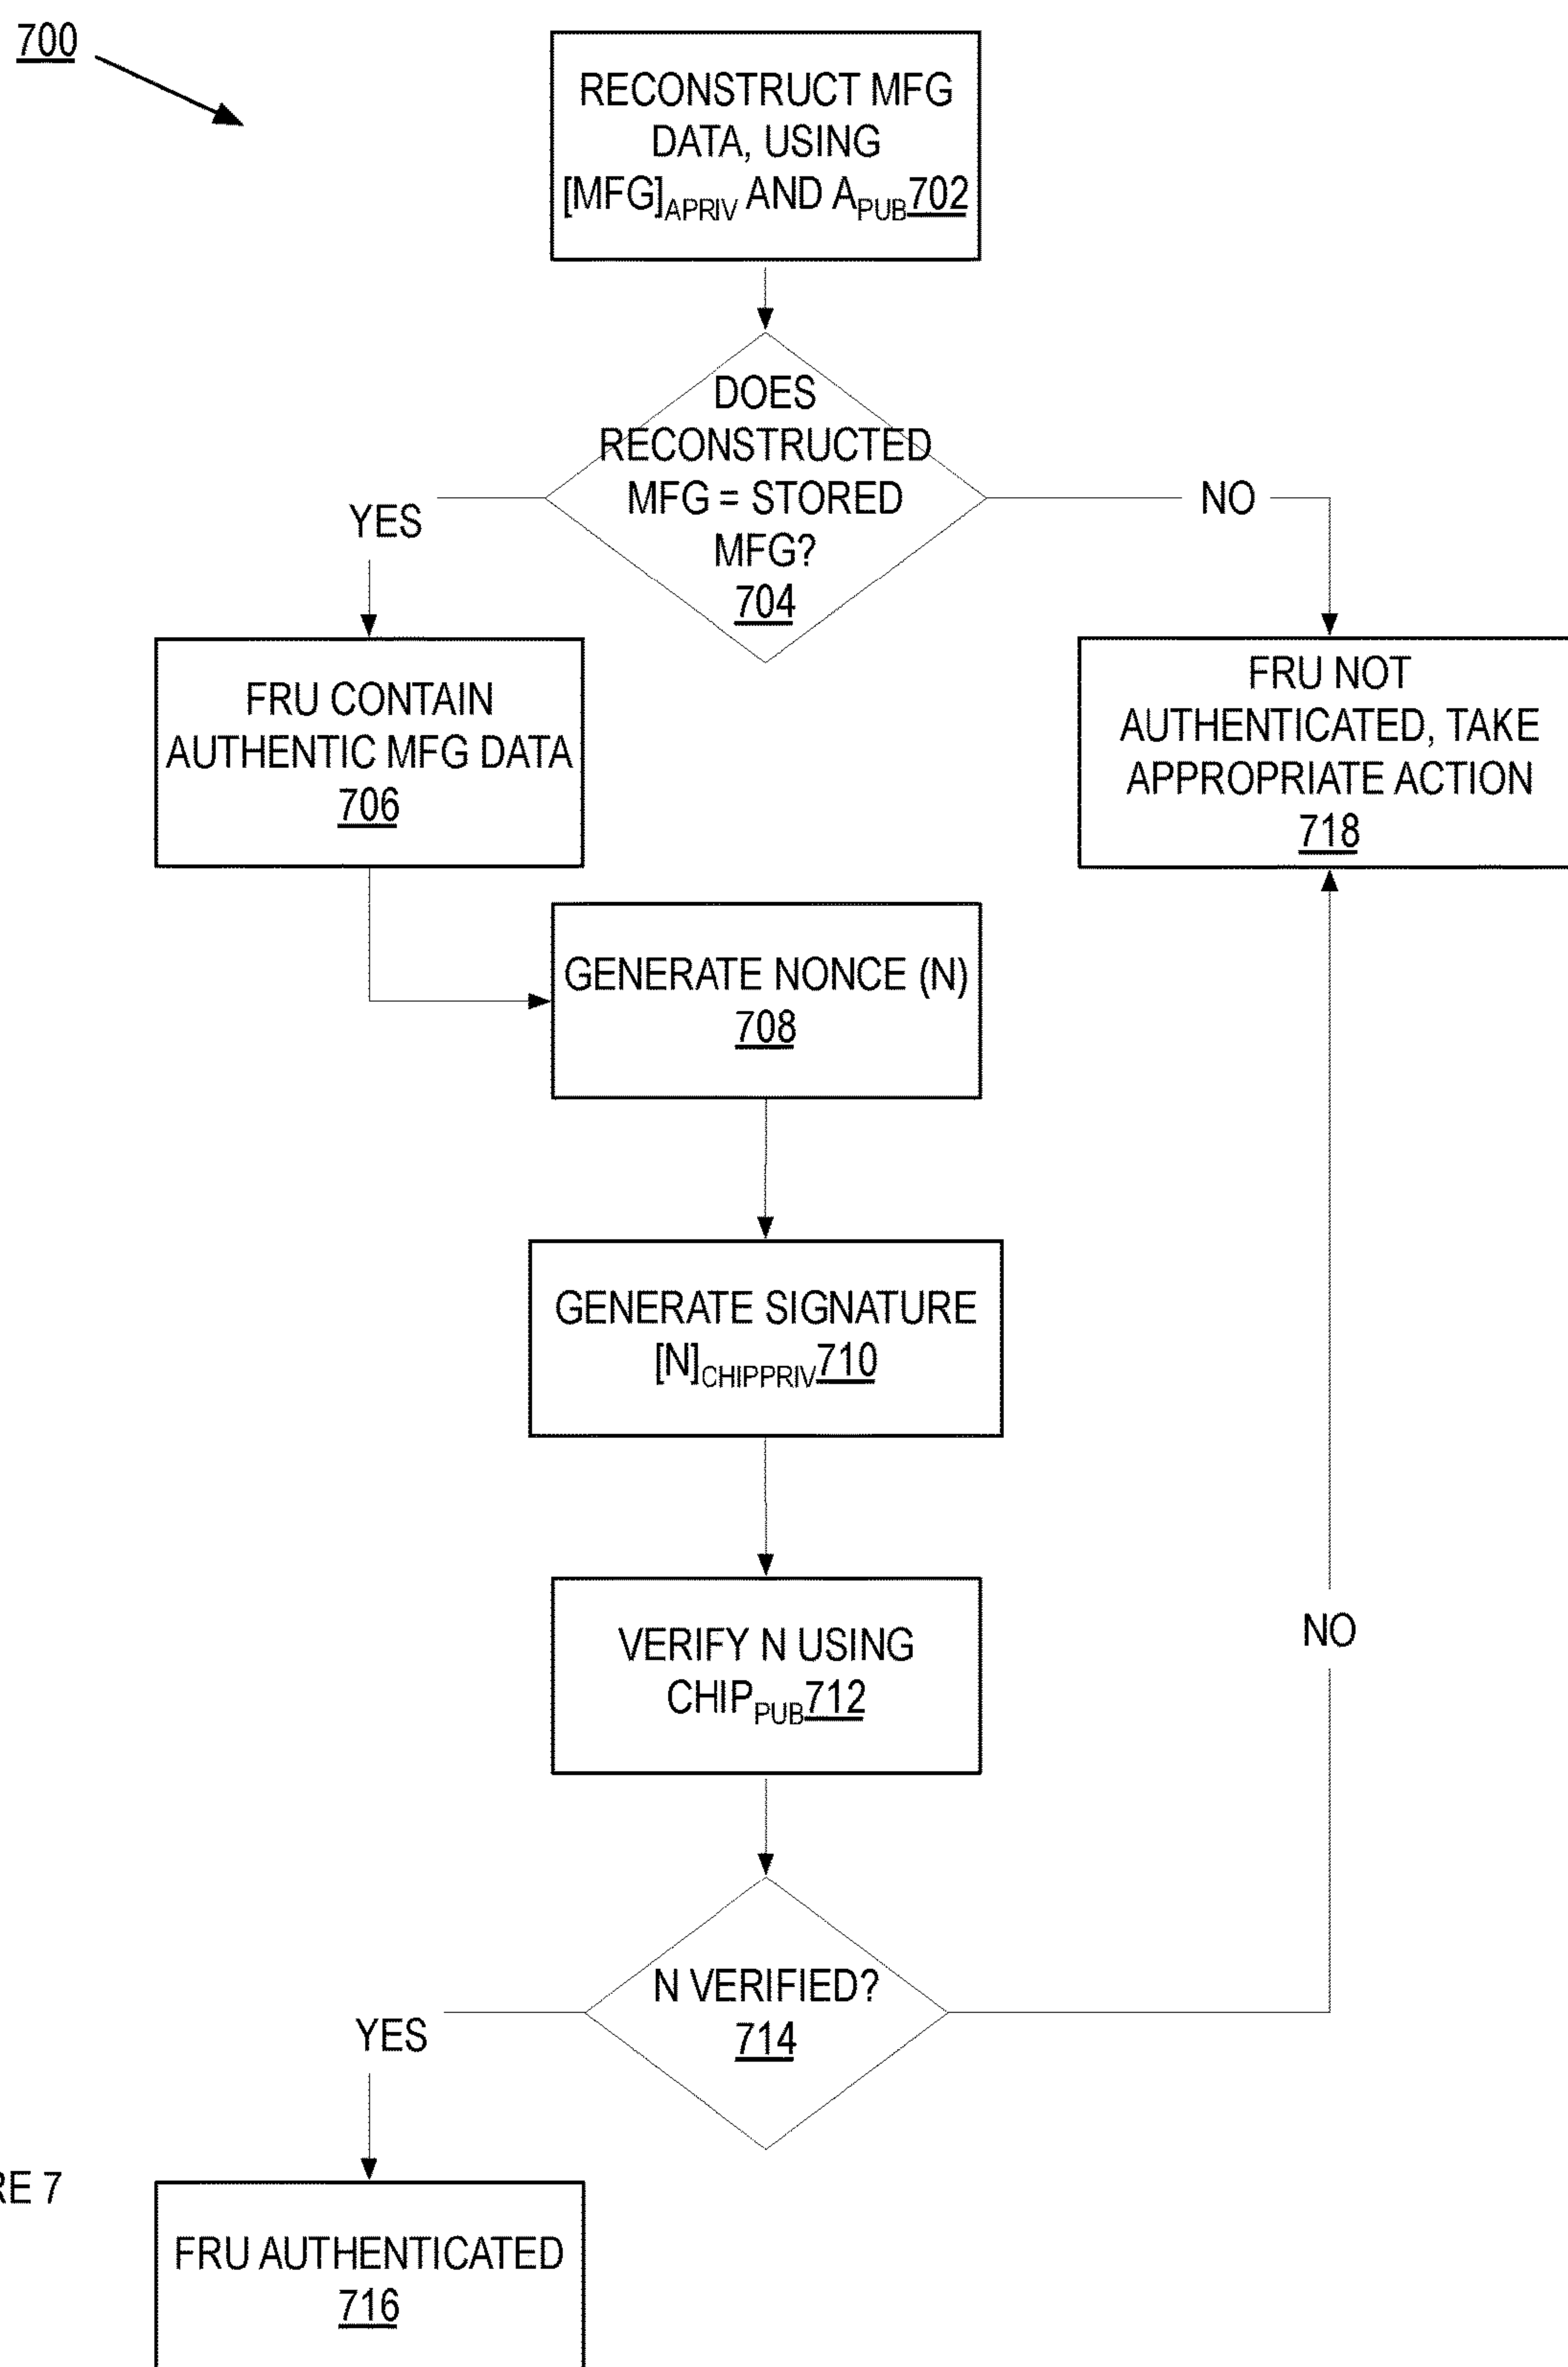 700
RECONSTRUCT MFG
DATA, USING
[MFG]APRIV AND APUB702
DOES
RECONSTRUCTED
MFG = STORED
MFG?
704
YES
NO
FRU CONTAIN
AUTHENTIC MFG DATA
706
FRU NOT
AUTHENTICATED, TAKE
APPROPRIATE ACTION
718
GENERATE NONCE (N)
708
GENERATE SIGNATURE
[N]CHIPPRIV710
VERIFY N USING
CHIPPUB712
NO
N VERIFIED?
714
YES
RE 7
FRU AUTHENTICATED
716